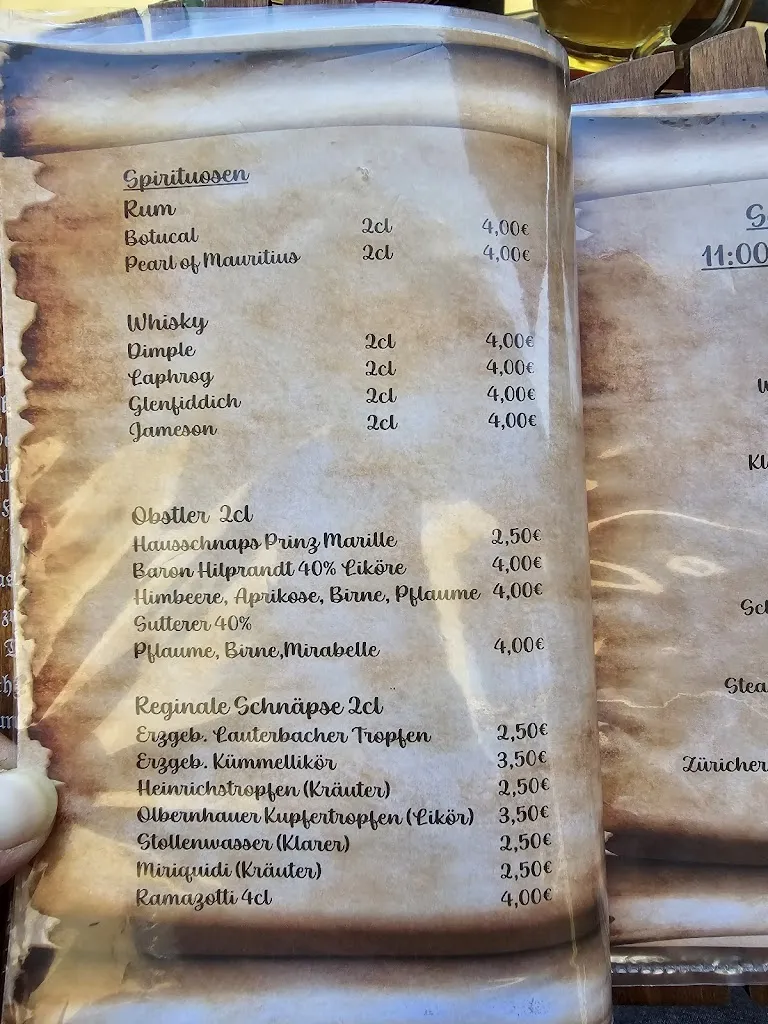 Spirituosen
Rum
Botucal 2cl 4,00€
Pearl of Mauritius 2cl 4,00€
Whisky
Dimple 2cl 4,00€
Laphrog 2cl 4,00€
Glenfiddich 2cl 4,00€
Jameson 2cl 4,00€
Obstler 2cl
Hausschnaps Prinz Marille 2,50€
Baron Hilprandt 40% Liköre 4,00€
Himbeere, Aprikose, Birne, Pflaume 4,00€
Sutterer 40%
Pflaume, Birne,Mirabelle 4,00€
Reginale Schnäpse 2cl
Erzgeb. Lauterbacher Tropfen 2,50€
Erzgeb. Kümmellikör 3,50€
Heinrichstropfen (Kräuter) 2,50€
Olbernhauer Kupfertropfen (Likör) 3,50€
Stollenwasser (Klarer) 2,50€
Miriquidi (Kräuter) 2,50€
Ramazotti 4cl 4,00€
11:00
Züricher